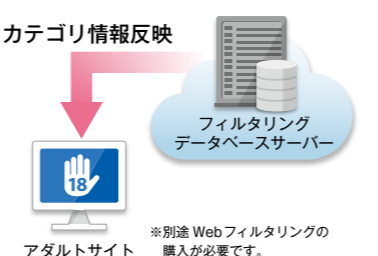 カテゴリ情報反映
フィルタリング
データベースサーバー
18
※別途 Webフィルタリングの
購入が必要です。
アダルトサイト